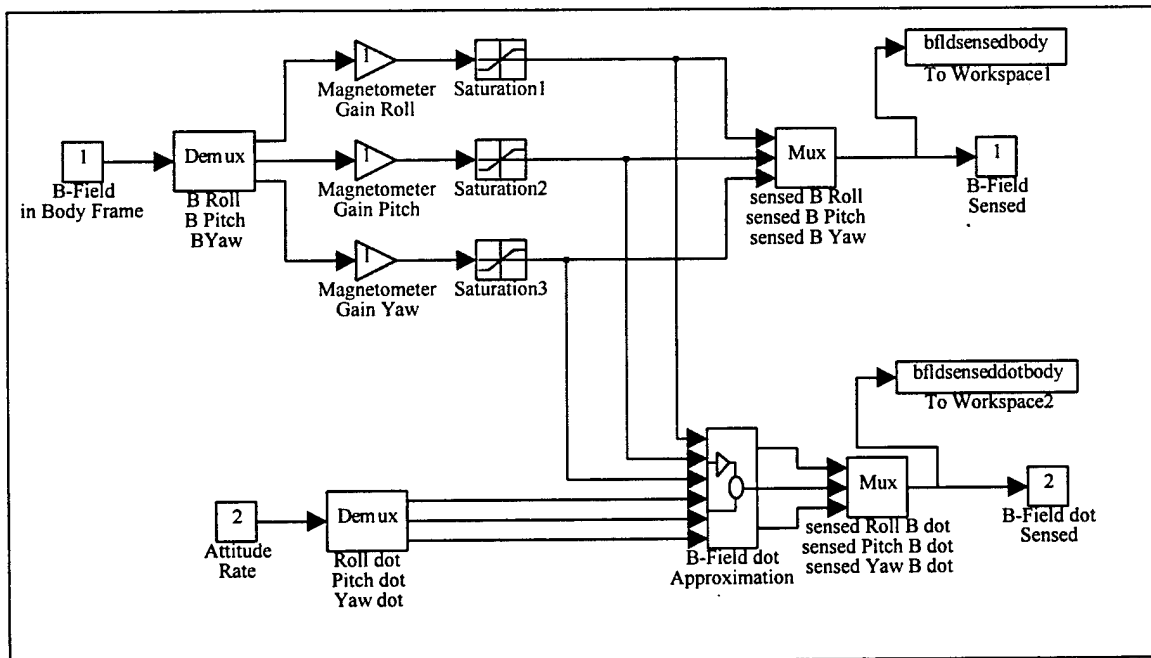 bfldsensedbody
To Workspace1
1
Magnetometer
Gain Roll
Saturation1
1
B-Field
in Body Frame
Demux
B Roll
B Pitch
BYaw
1
Magnetometer
Gain Pitch
Saturation2
Mux
sensed B Roll
sensed B Pitch
sensed B Yaw
1
B-Field
Sensed
1
Magnetometer
Gain Yaw
Saturation3
bfldsenseddotbody
To Workspace2
2
Attitude
Rate
Demux
Roll dot
Pitch dot
Yaw dot
B-Field dot
Approximation
Mux
sensed Roll B dot
sensed Pitch B dot
sensed Yaw B dot
2
B-Field dot
Sensed